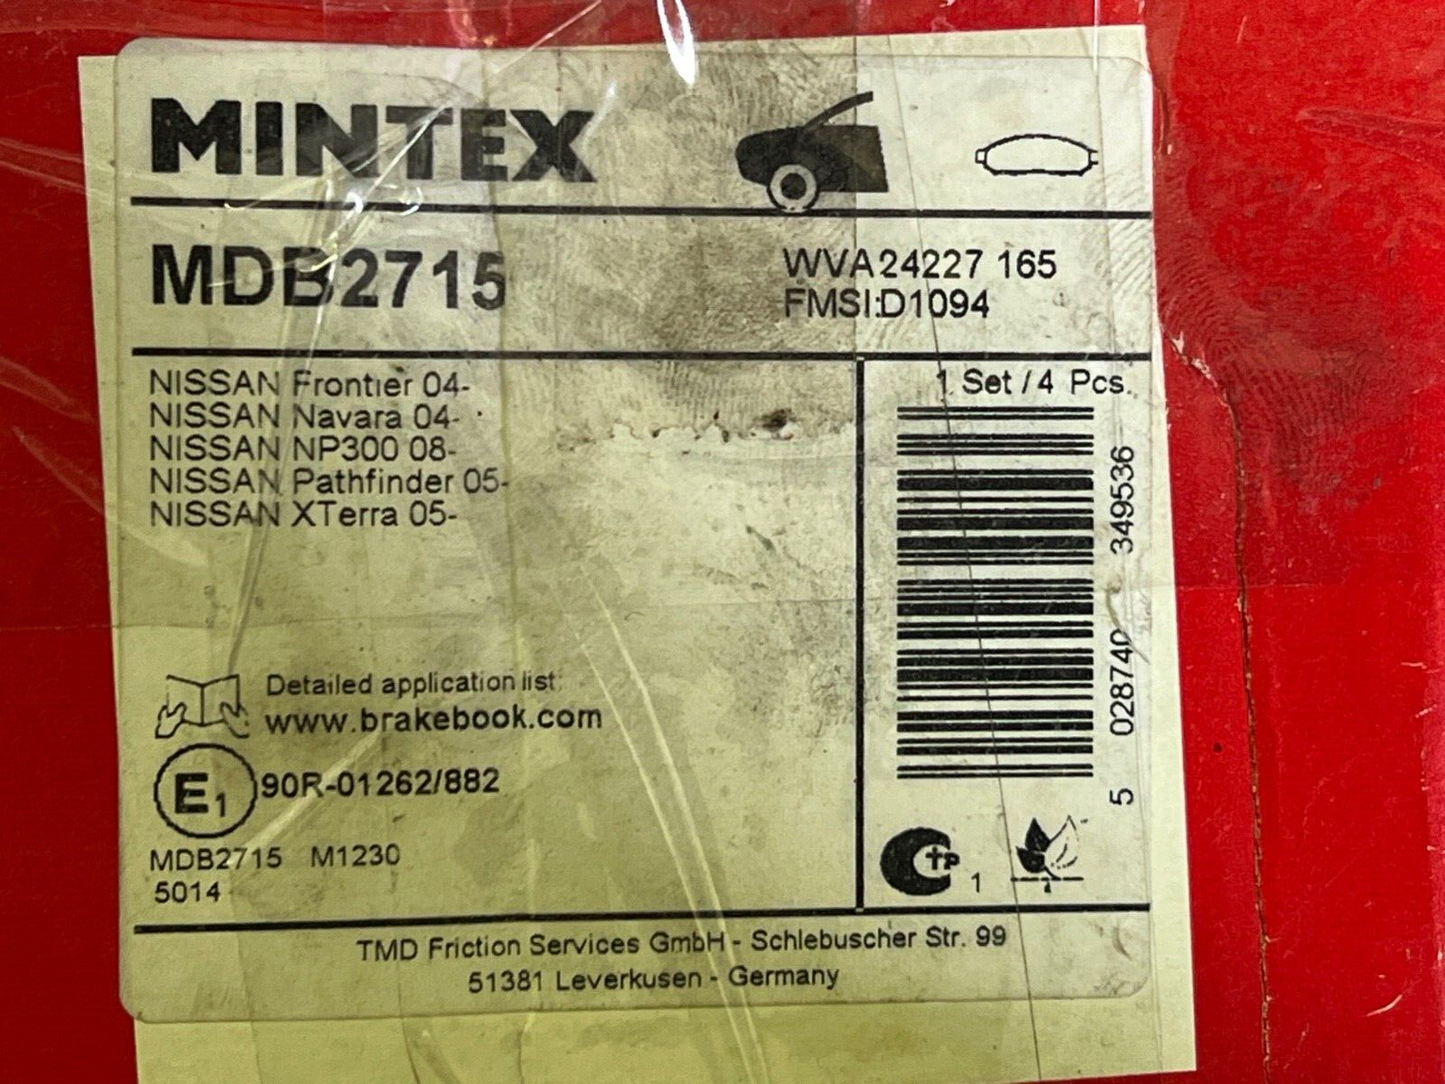 MINTEX
MDB2715
WVA24227 165
FMSI:D1094
NISSAN Frontier 04-
NISSAN Navara 04-
NISSAN NP300 08-
NISSAN Pathfinder 05-
NISSAN XTerra 05-
1 Set / 4 Pcs.
5 028740 349536
Detailed application list:
www.brakebook.com
E1 90R-01262/882
MDB2715 M1230
5014
1
TMD Friction Services GmbH - Schlebuscher Str. 99
51381 Leverkusen - Germany